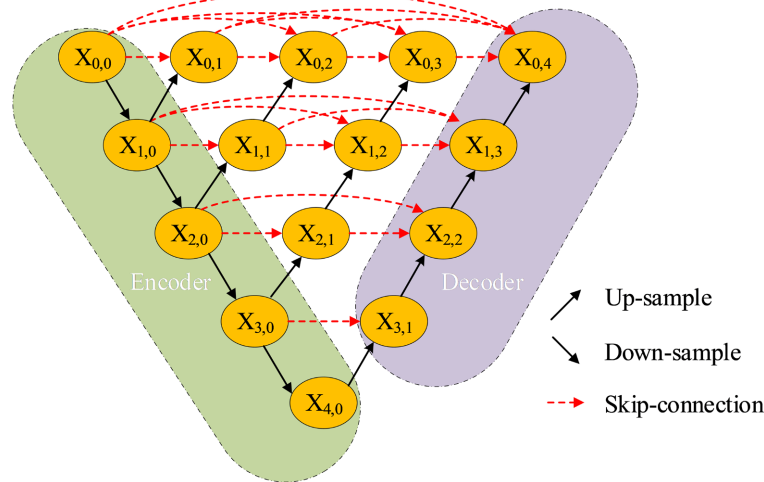 X0,0 X0,1 X0,2 X0,3 X0,4
X1,0 X1,1 X1,2 X1,3
X2,0 X2,1 X2,2
Encoder Decoder
X3,0 X3,1
X4,0
Up-sample
Down-sample
Skip-connection